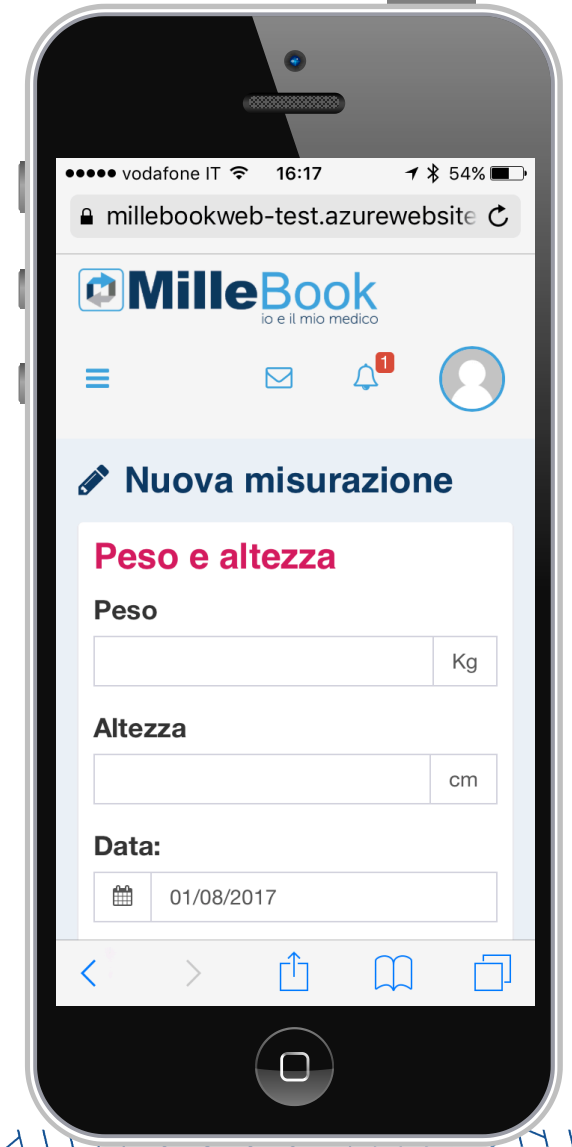 vodafone IT 16:17 54%
millebookweb-test.azurewebsite
MilleBook
io e il mio medico
1
Nuova misurazione
Peso e altezza
Peso
Kg
Altezza
cm
Data:
01/08/2017